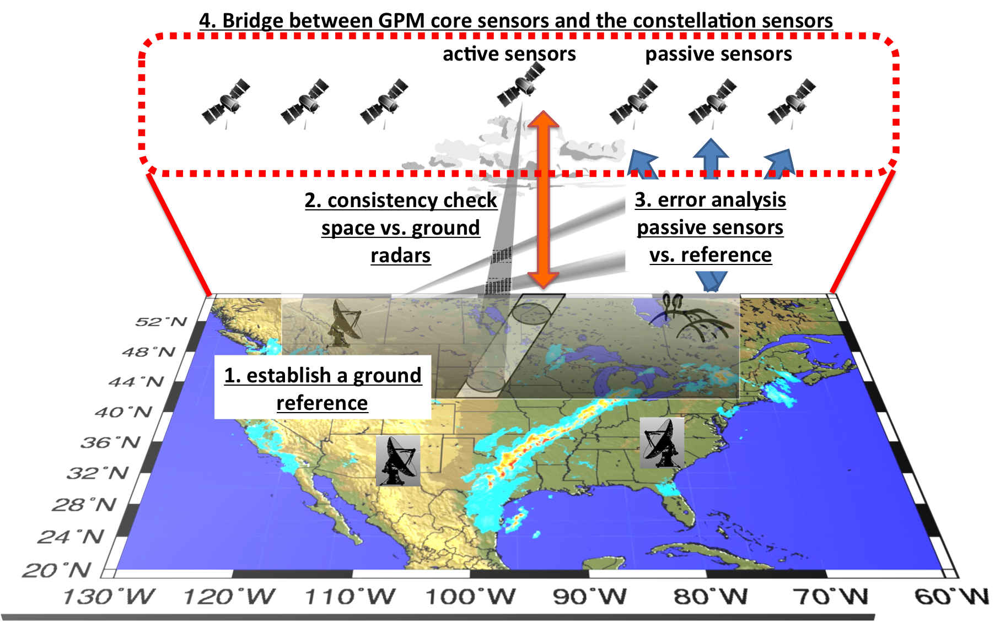 4. Bridge between GPM core sensors and the constellation sensors
active sensors
passive sensors
2. consistency check
space vs. ground
radars
3. error analysis
passive sensors
vs. reference
1. establish a ground
reference
52°N
48°N
44°N
40°N
36°N
32°N
28°N
24°N
20°N
130°W 120°W 110°W 100°W 90°W 80°W 70°W 60°W